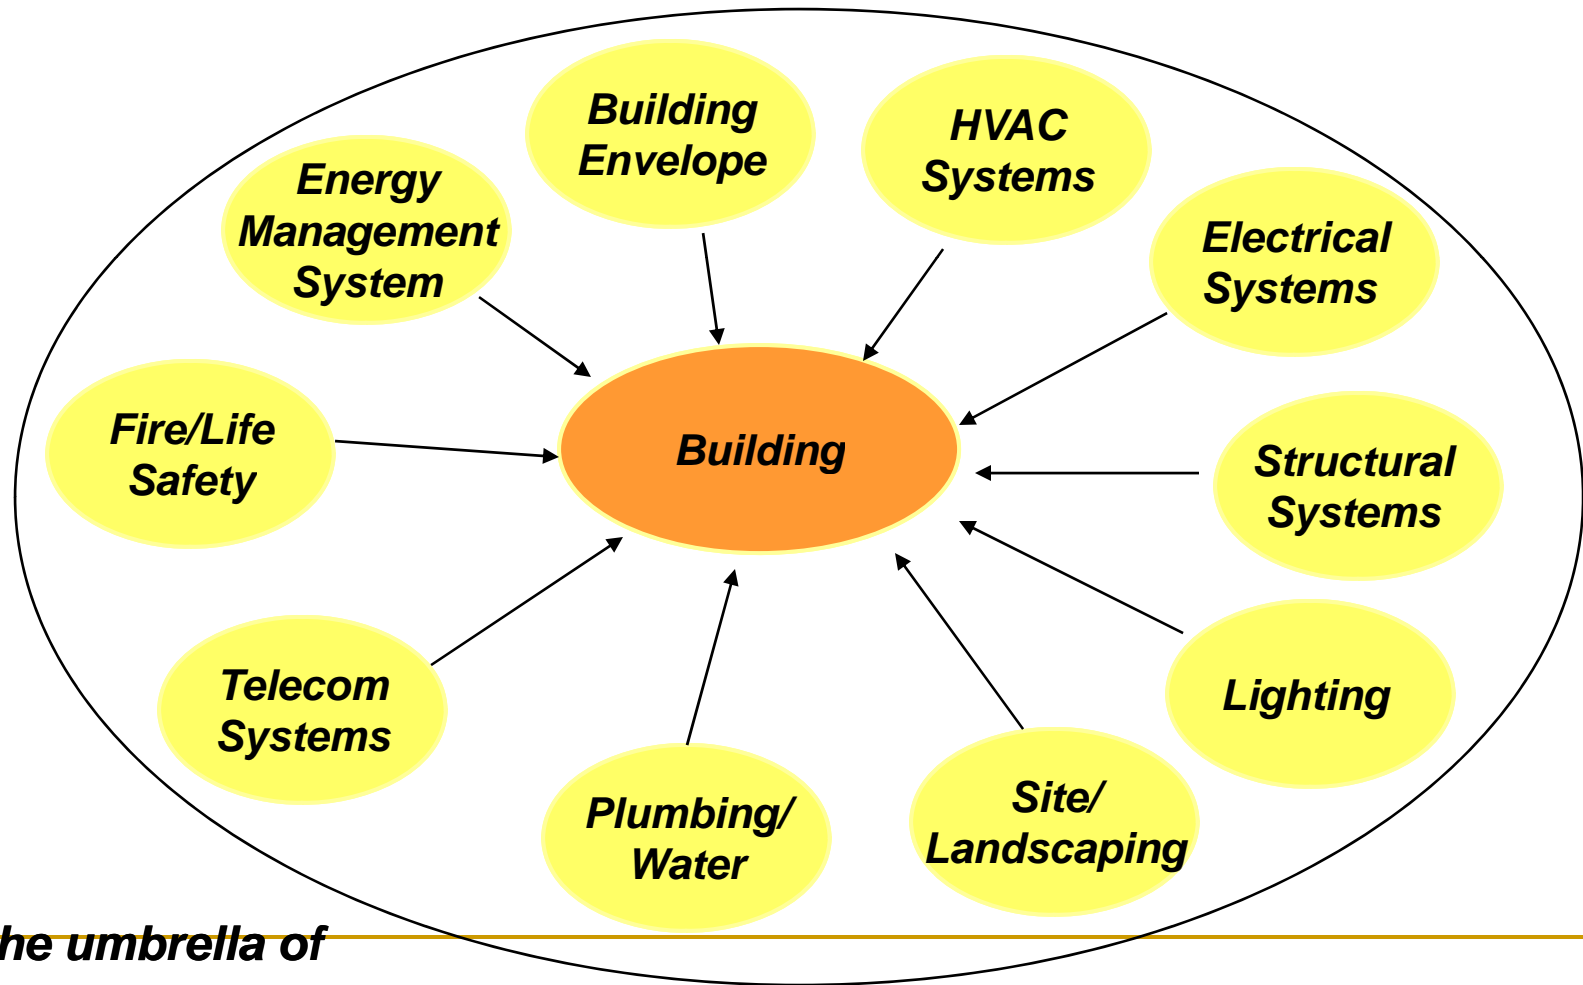 Building
Envelope
HVAC
Systems
Energy
Management
System
Electrical
Systems
Fire/Life
Safety
Building
Structural
Systems
Telecom
Systems
Lighting
Plumbing/
Water
Site/
Landscaping
he umbrella of